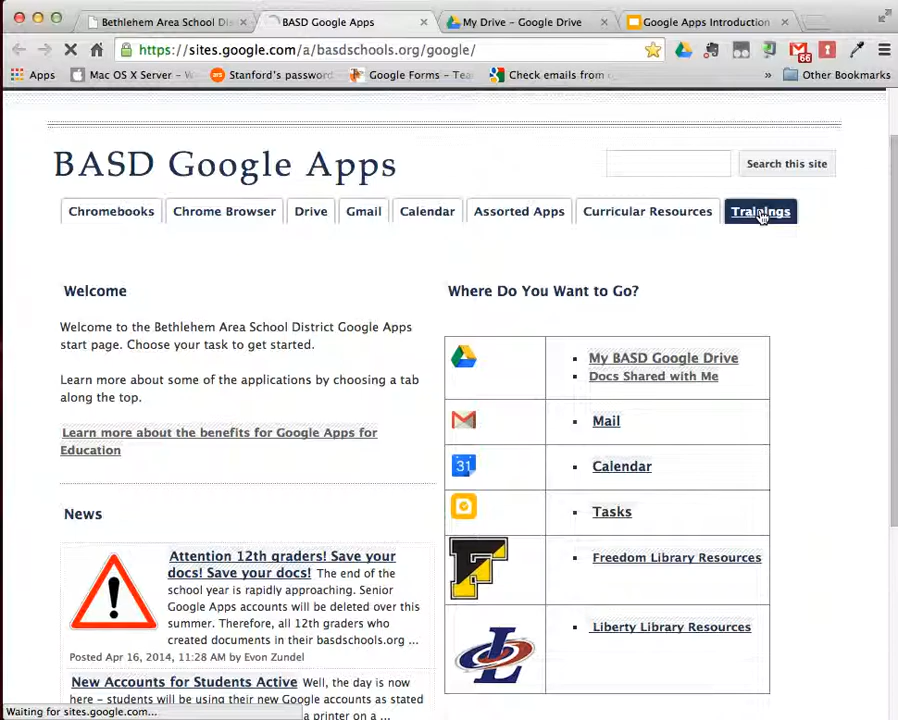 Bethlehem Area School Di
BASD Google Apps
My Drive - Google Drive
Google Apps Introduction
https://sites.google.com/a/basdschools.org/google/
66
Apps
Mac OS X Server - W
Stanford's password
Google Forms - Tea
Check emails from
»
Other Bookmarks
BASD Google Apps
Search this site
Chromebooks
Chrome Browser
Drive
Gmail
Calendar
Assorted Apps
Curricular Resources
Trainings
Welcome
Welcome to the Bethlehem Area School District Google Apps
start page. Choose your task to get started.
Learn more about some of the applications by choosing a tab
along the top.
Learn more about the benefits for Google Apps for
Education
News
Attention 12th graders! Save your
docs! Save your docs! The end of the
school year is rapidly approaching. Senior
Google Apps accounts will be deleted over this
summer. Therefore, all 12th graders who
created documents in their basdschools.org ...
Posted Apr 16, 2014, 11:28 AM by Evon Zundel
New Accounts for Students Active Well, the day is now
here - students will be using their new Google accounts as stated
a printer on a ...
Where Do You Want to Go?
My BASD Google Drive
Docs Shared with Me
Mail
31
Calendar
Tasks
F
Freedom Library Resources
L
Liberty Library Resources
Waiting for sites.google.com...